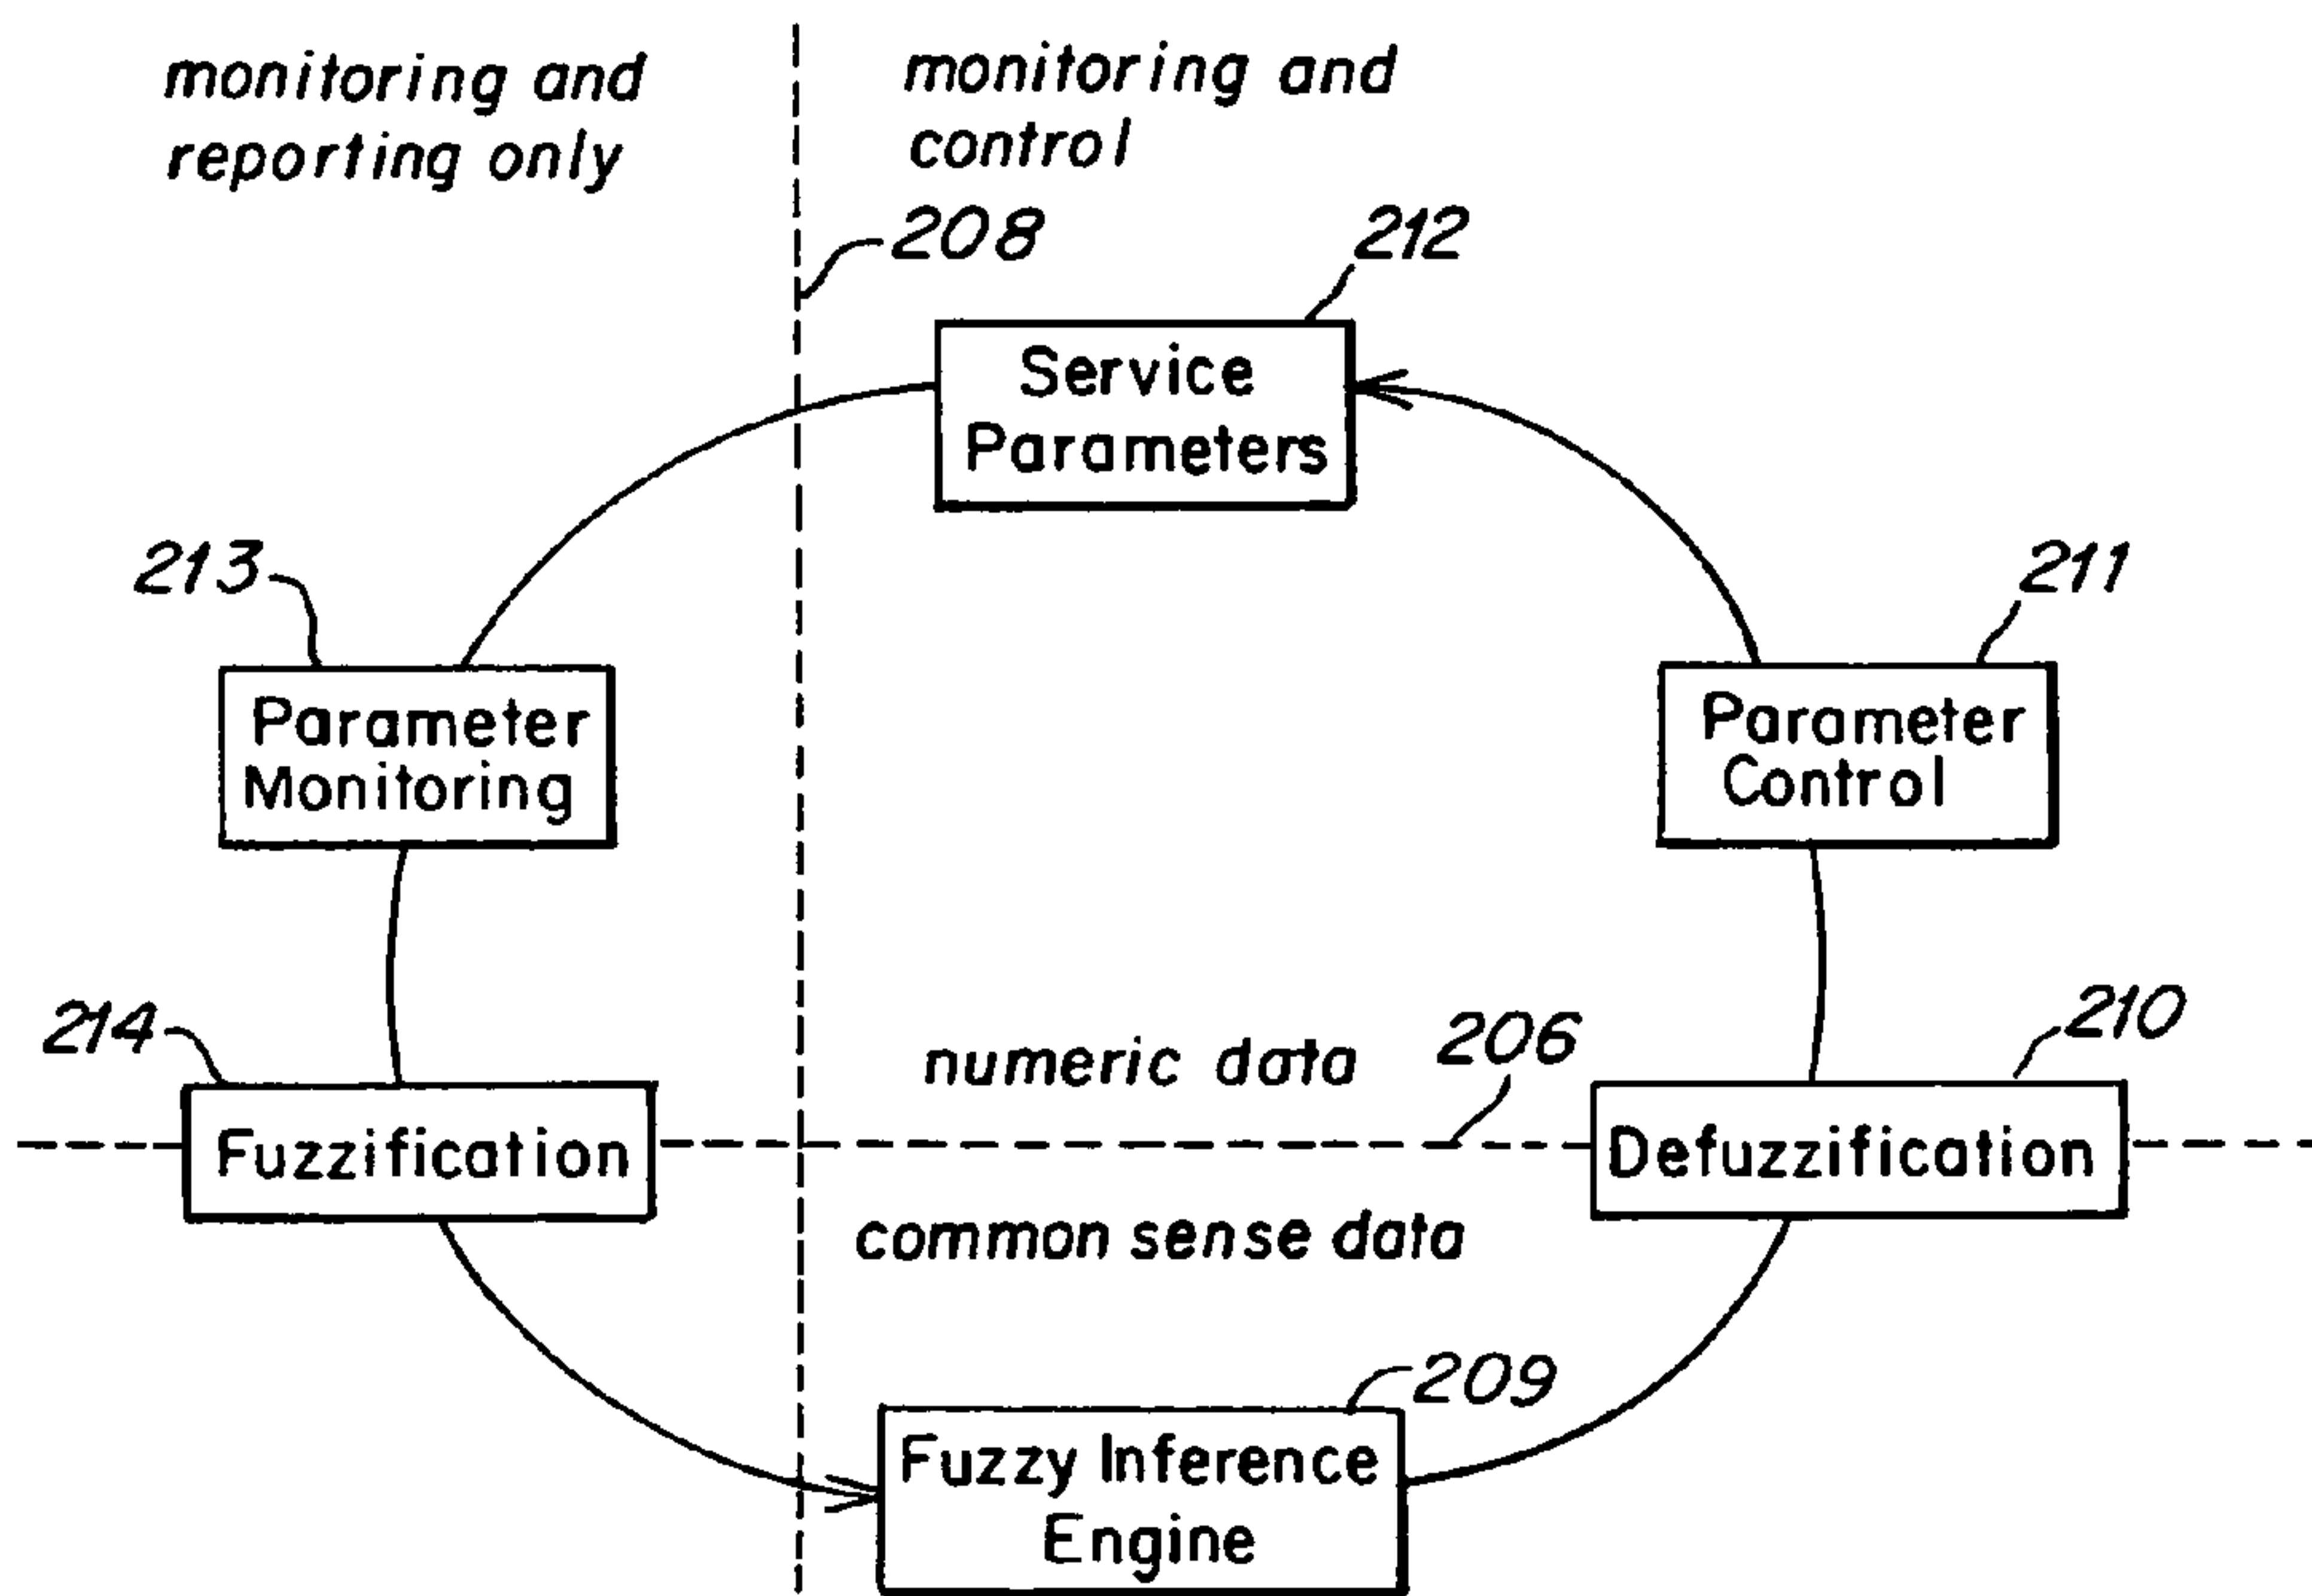 monitoring and
reporting only
monitoring and
control
208
212
Service
Parameters
213
211
Parameter
Monitoring
Parameter
Control
214
numeric data
206
210
Fuzzification
Defuzzification
common sense data
209
Fuzzy Inference
Engine